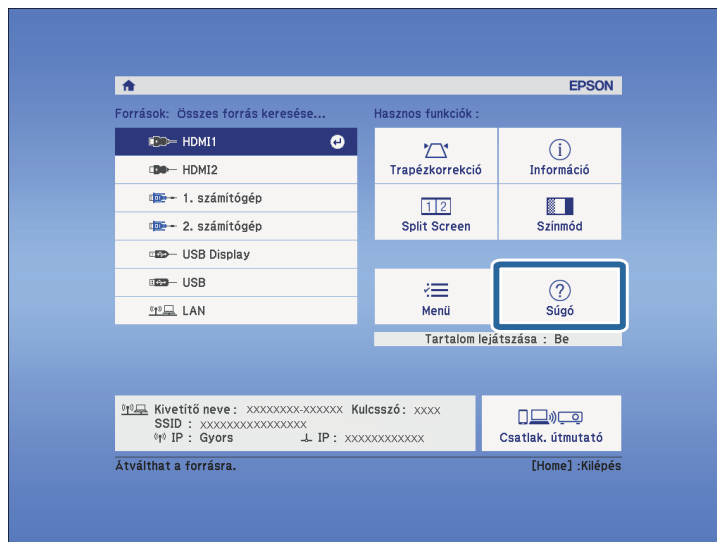 EPSON
Források: Összes forrás keresése...
HDMI1
HDMI2
1. számítógép
2. számítógép
USB Display
USB
LAN
Hasznos funkciók :
Trapézkorrekció
Információ
1 2
Split Screen
Színmód
Menü
? Súgó
Tartalom lejátszása : Be
Kivetítő neve : XXXXXXXX-XXXXXX Kulcsszó : XXXX
SSID : XXXXXXXXXXXXXXXX
IP : Gyors IP : XXXXXXXXXXXX
Csatlak. útmutató
Átválthat a forrásra.
[Home] :Kilépés